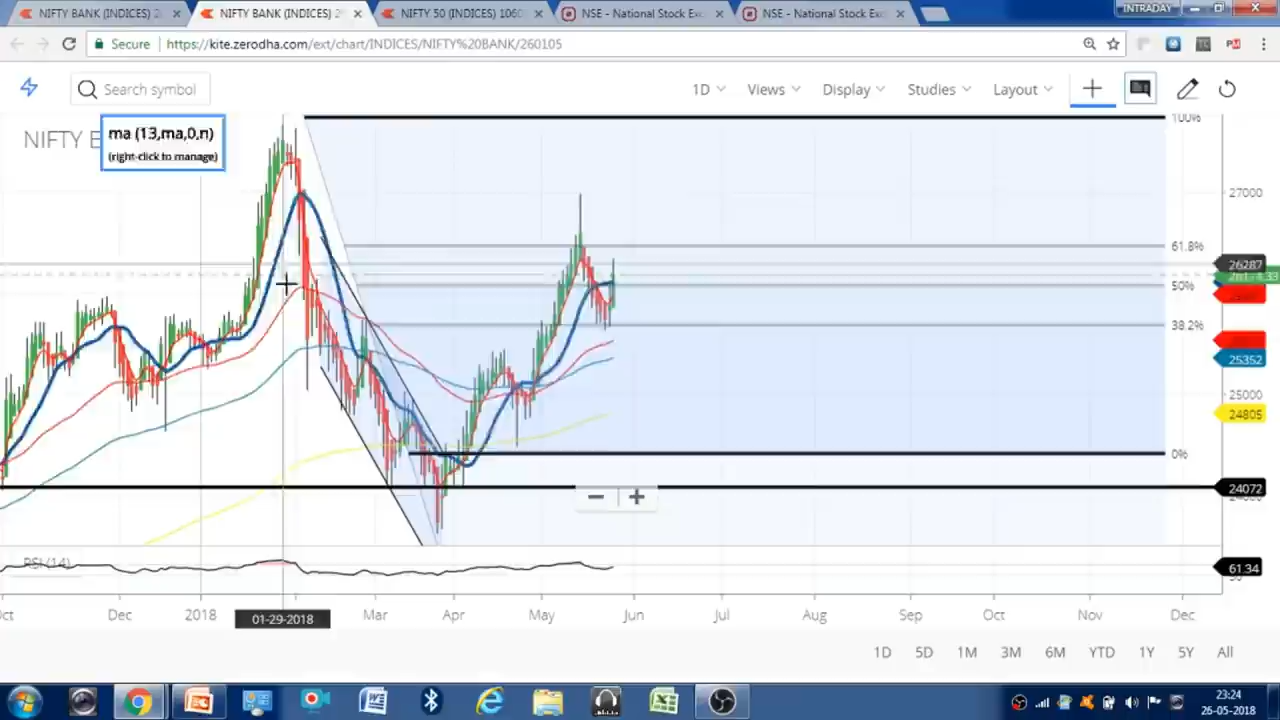 NIFTY BANK (INDICES) 2
NIFTY BANK (INDICES) 2
NIFTY 50 (INDICES) 1060
NSE - National Stock Exc
NSE - National Stock Exc
INTRADAY
Secure
https://kite.zerodha.com/ext/chart/INDICES/NIFTY%20BANK/260105
Search symbol
1D
Views
Display
Studies
Layout
NIFTY B
ma (13,ma,0,n)
(right-click to manage)
100%
27000
61.8%
26287
50%
38.2%
25352
25000
24805
0%
24072
RSI (14)
61.34
Oct
Dec
2018
01-29-2018
Mar
Apr
May
Jun
Jul
Aug
Sep
Oct
Nov
Dec
1D
5D
1M
3M
6M
YTD
1Y
5Y
All
23:24
26-05-2018